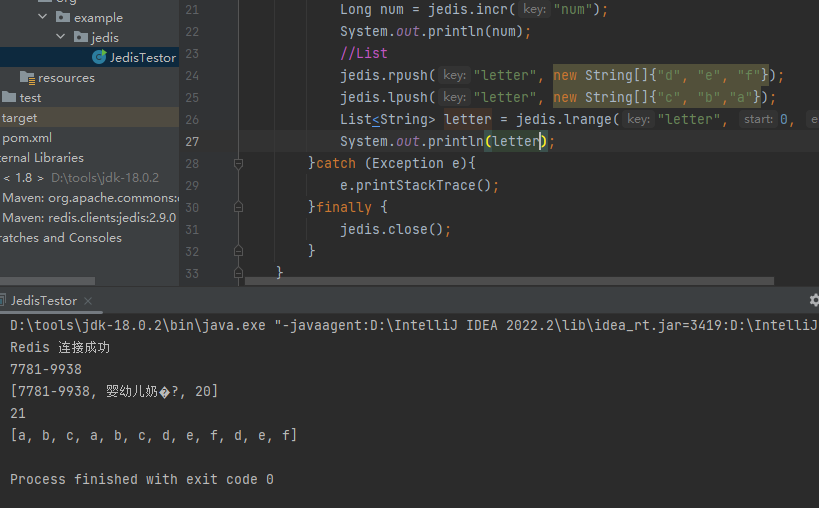 example
jedis
JedisTestor
resources
test
target
pom.xml
ternal Libraries
< 1.8 > D:\tools\jdk-18.0.2
Maven: org.apache.commons:
Maven: redis.clients:jedis:2.9.0
ratches and Consoles
21 Long num = jedis.incr( key: "num");
22 System.out.println(num);
23 //List
24 jedis.rpush( key: "letter", new String[]{"d", "e", "f"});
25 jedis.lpush( key: "letter", new String[]{"c", "b","a"});
26 List<String> letter = jedis.lrange( key: "letter", start: 0, e
27 System.out.println(letter);
28 }catch (Exception e){
29 e.printStackTrace();
30 }finally {
31 jedis.close();
32 }
33 }
JedisTestor ×
D:\tools\jdk-18.0.2\bin\java.exe "-javaagent:D:\IntelliJ IDEA 2022.2\lib\idea_rt.jar=3419:D:\IntelliJ
Redis 连接成功
7781-9938
[7781-9938, 婴幼儿奶�?, 20]
21
[a, b, c, a, b, c, d, e, f, d, e, f]
Process finished with exit code 0